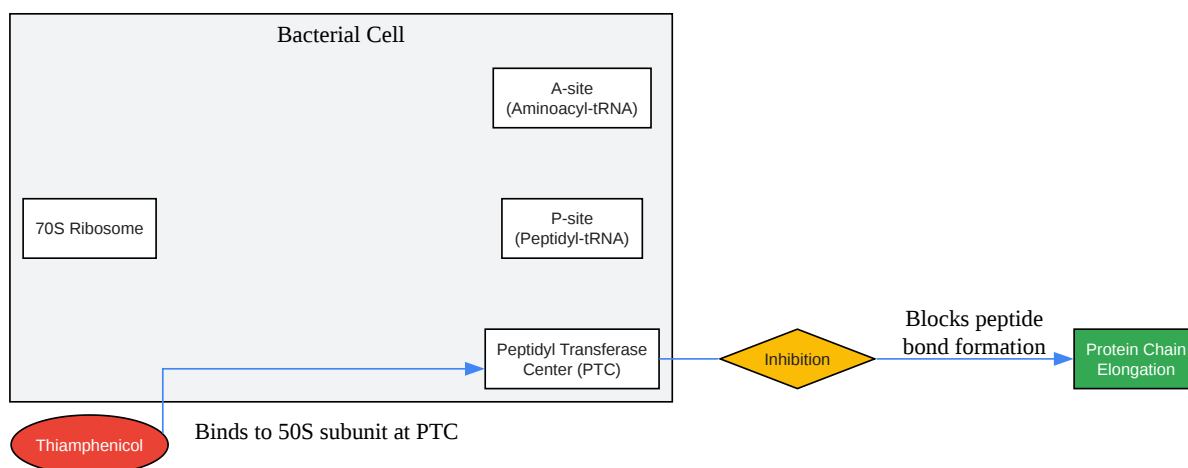 Bacterial Cell
A-site
(Aminoacyl-tRNA)
70S Ribosome
P-site
(Peptidyl-tRNA)
Peptidyl Transferase
Center (PTC)
Inhibition
Blocks peptide
bond formation
Protein Chain
Elongation
Thiamphenicol
Binds to 50S subunit at PTC